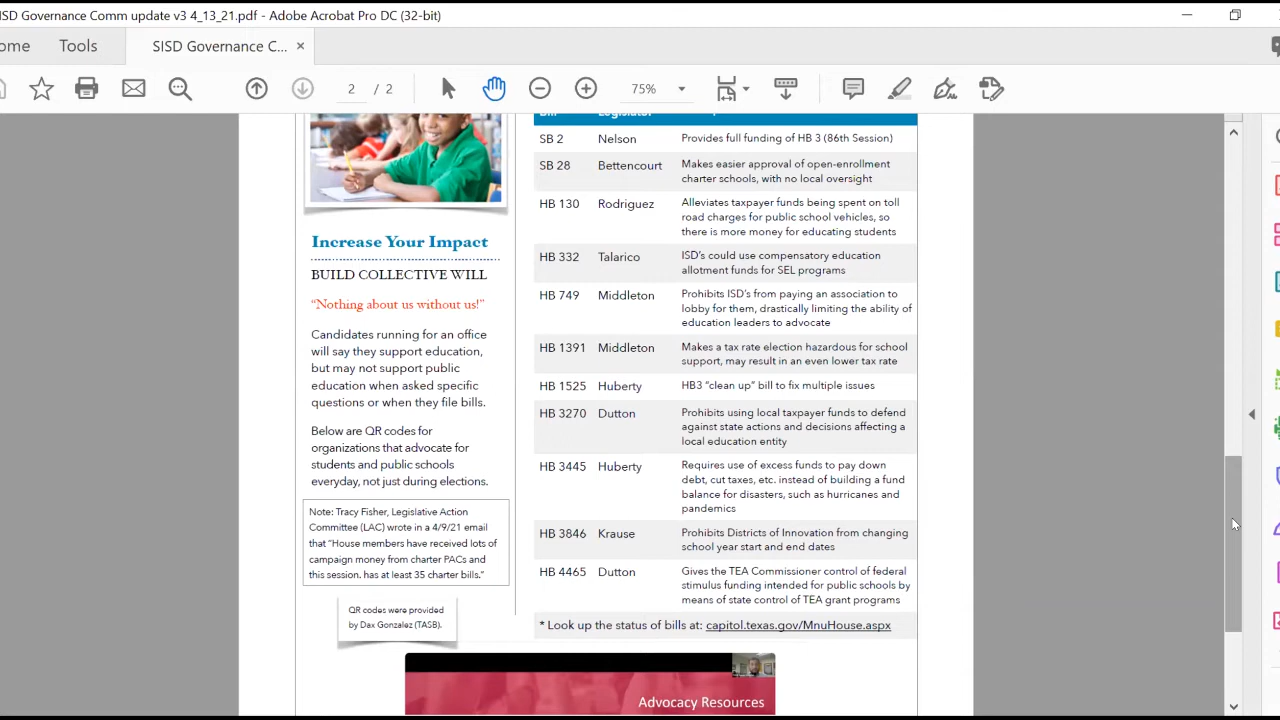 ISD Governance Comm update v3 4_13_21.pdf - Adobe Acrobat Pro DC (32-bit)
ome
Tools
SISD Governance C... ×
2 / 2
75%
SB 2 Nelson Provides full funding of HB 3 (86th Session)
SB 28 Bettencourt Makes easier approval of open-enrollment
charter schools, with no local oversight
HB 130 Rodriguez Alleviates taxpayer funds being spent on toll
road charges for public school vehicles, so
there is more money for educating students
HB 332 Talarico ISD's could use compensatory education
allotment funds for SEL programs
HB 749 Middleton Prohibits ISD's from paying an association to
lobby for them, drastically limiting the ability of
education leaders to advocate
HB 1391 Middleton Makes a tax rate election hazardous for school
support, may result in an even lower tax rate
HB 1525 Huberty HB3 "clean up" bill to fix multiple issues
HB 3270 Dutton Prohibits using local taxpayer funds to defend
against state actions and decisions affecting a
local education entity
HB 3445 Huberty Requires use of excess funds to pay down
debt, cut taxes, etc. instead of building a fund
balance for disasters, such as hurricanes and
pandemics
HB 3846 Krause Prohibits Districts of Innovation from changing
school year start and end dates
HB 4465 Dutton Gives the TEA Commissioner control of federal
stimulus funding intended for public schools by
means of state control of TEA grant programs
* Look up the status of bills at: capitol.texas.gov/MnuHouse.aspx
Increase Your Impact
BUILD COLLECTIVE WILL
"Nothing about us without us!"
Candidates running for an office
will say they support education,
but may not support public
education when asked specific
questions or when they file bills.
Below are QR codes for
organizations that advocate for
students and public schools
everyday, not just during elections.
Note: Tracy Fisher, Legislative Action
Committee (LAC) wrote in a 4/9/21 email
that "House members have received lots of
campaign money from charter PACs and
this session. has at least 35 charter bills."
QR codes were provided
by Dax Gonzalez (TASB).
Advocacy Resources